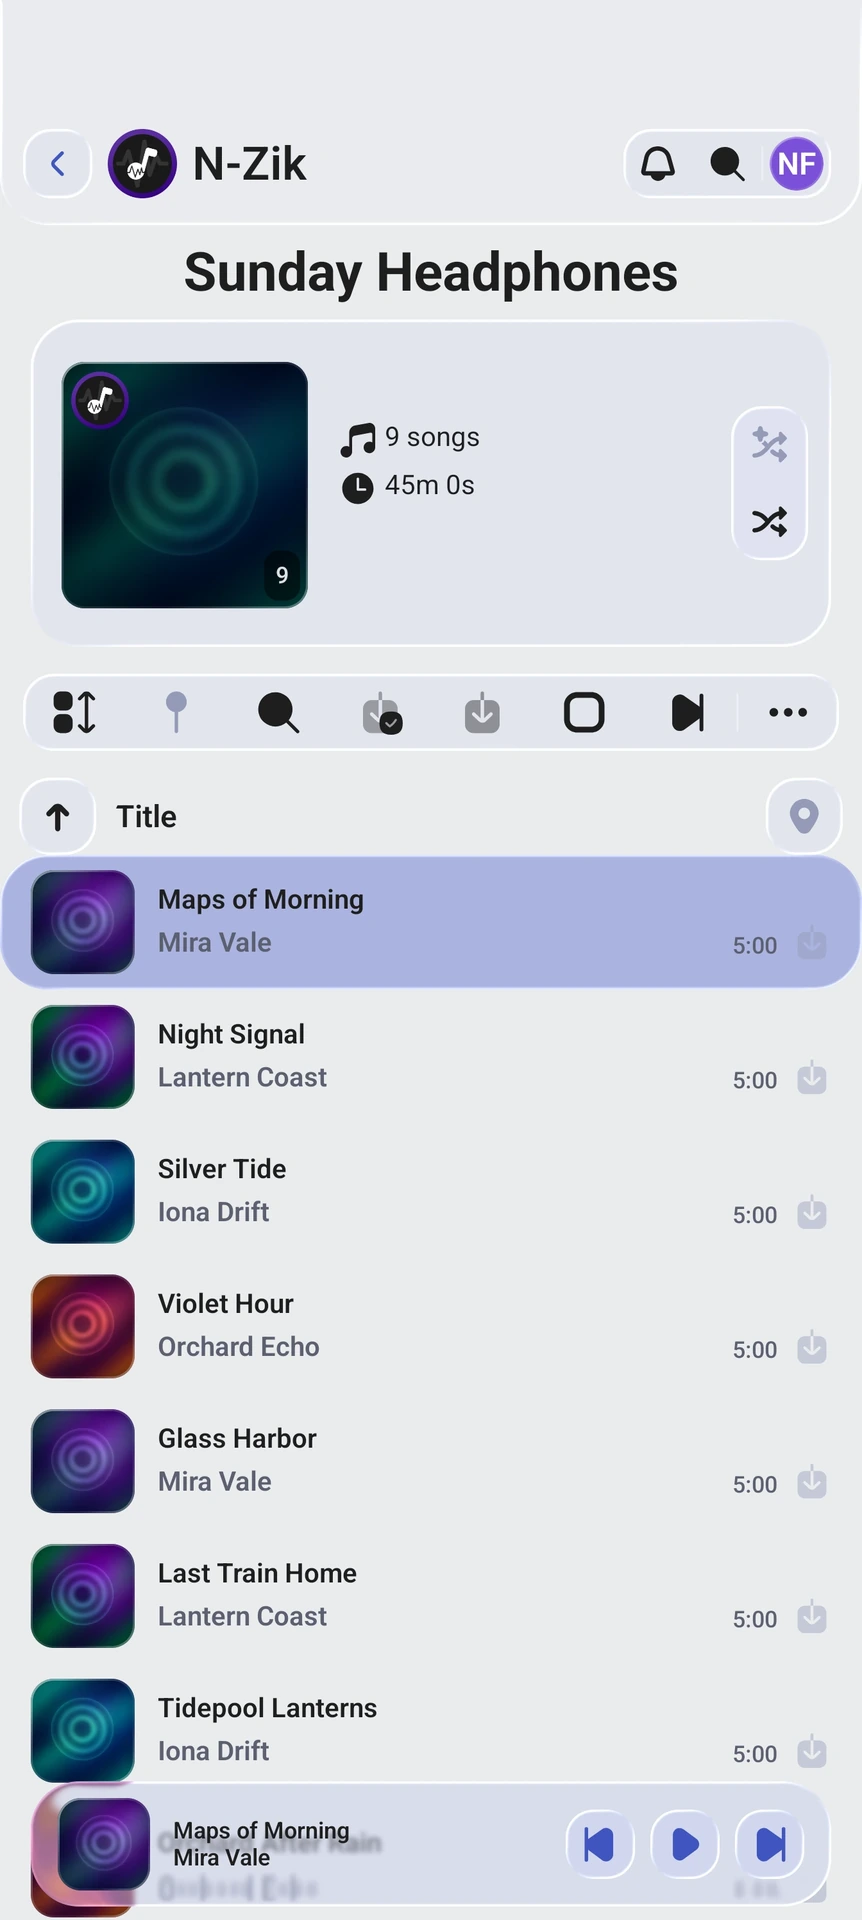 N-Zik
NF
Sunday Headphones
9 songs
45m 0s
9
Title
Maps of Morning
Mira Vale
5:00
Night Signal
Lantern Coast
5:00
Silver Tide
Iona Drift
5:00
Violet Hour
Orchard Echo
5:00
Glass Harbor
Mira Vale
5:00
Last Train Home
Lantern Coast
5:00
Tidepool Lanterns
Iona Drift
5:00
Orchard After Rain
Maps of Morning
Mira Vale